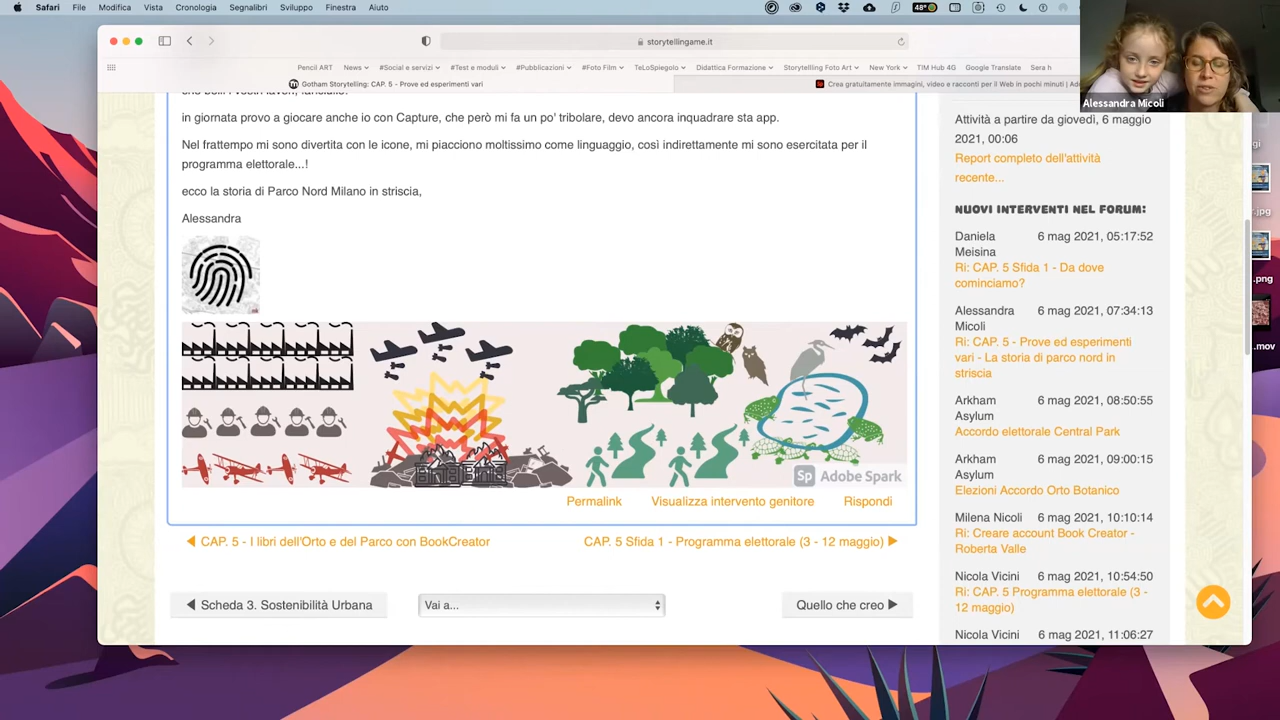 Safari File Modifica Vista Cronologia Segnalibri Sviluppo Finestra Aiuto
48°
storytellingame.it
Pencil ART News #Social e servizi #Test e moduli #Pubblicazioni #Foto Film TeLoSpiego Didattica Formazione Storytellling Foto Art New York TIM Hub 4G Google Translate Sera h
Gotham Storytelling: CAP. 5 - Prove ed esperimenti vari
Crea gratuitamente immagini, video e racconti per il Web in pochi minuti | Ad
Alessandra Micoli
in giornata provo a giocare anche io con Capture, che però mi fa un po' tribolare, devo ancora inquadrare sta app.
Nel frattempo mi sono divertita con le icone, mi piacciono moltissimo come linguaggio, così indirettamente mi sono esercitata per il
programma elettorale...!
ecco la storia di Parco Nord Milano in striscia,
Alessandra
Sp Adobe Spark
Permalink Visualizza intervento genitore Rispondi
CAP. 5 - I libri dell'Orto e del Parco con BookCreator
CAP. 5 Sfida 1 - Programma elettorale (3 - 12 maggio)
Scheda 3. Sostenibilità Urbana
Vai a...
Quello che creo
Attività a partire da giovedì, 6 maggio
2021, 00:06
Report completo dell'attività
recente...
NUOVI INTERVENTI NEL FORUM:
Daniela 6 mag 2021, 05:17:52
Meisina
Ri: CAP. 5 Sfida 1 - Da dove
cominciamo?
Alessandra 6 mag 2021, 07:34:13
Micoli
Ri: CAP. 5 - Prove ed esperimenti
vari - La storia di parco nord in
striscia
Arkham 6 mag 2021, 08:50:55
Asylum
Accordo elettorale Central Park
Arkham 6 mag 2021, 09:00:15
Asylum
Elezioni Accordo Orto Botanico
Milena Nicoli 6 mag 2021, 10:10:14
Ri: Creare account Book Creator -
Roberta Valle
Nicola Vicini 6 mag 2021, 10:54:50
Ri: CAP. 5 Programma elettorale (3 -
12 maggio)
Nicola Vicini 6 mag 2021, 11:06:27
.jpg
.png
.mov